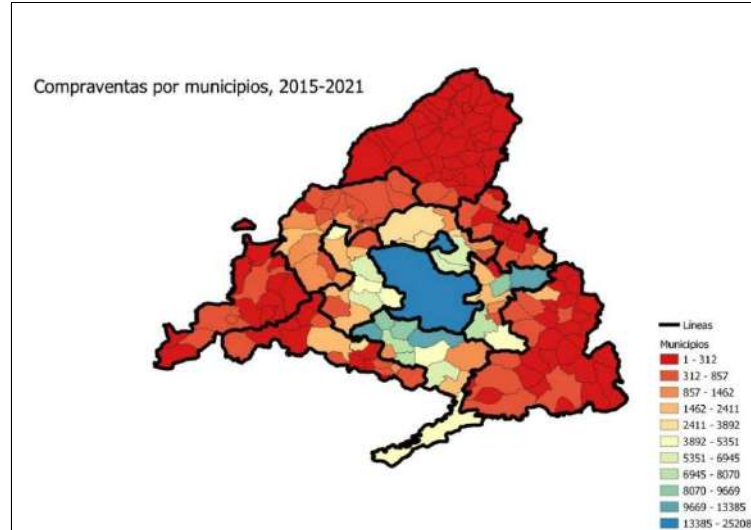 Compraventas por municipios, 2015-2021
Líneas
Municipios
1 - 312
312 - 857
857 - 1462
1462 - 2411
2411 - 3892
3892 - 5351
5351 - 6945
6945 - 8070
8070 - 9669
9669 - 13385
13385 - 25208